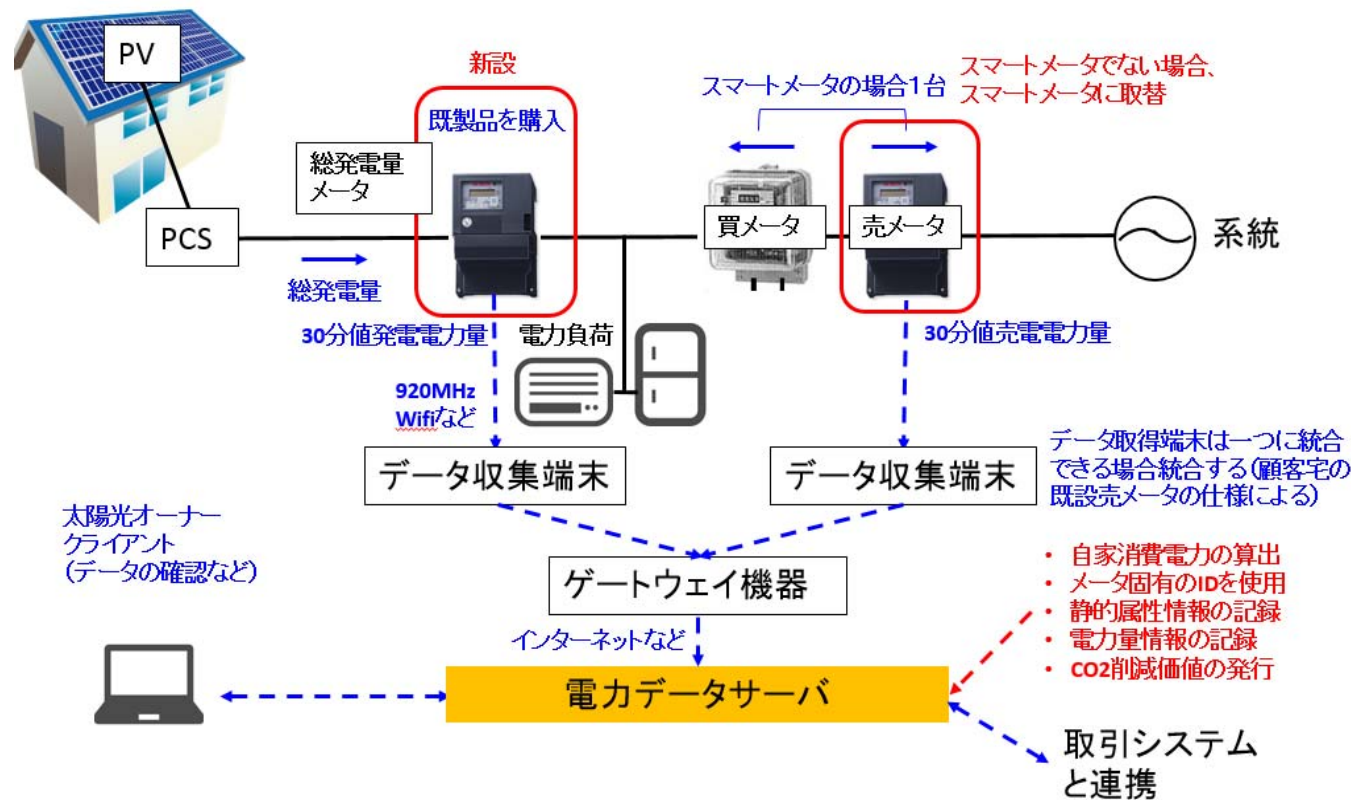 PV
PCS
新設
既製品を購入
総発電量
メータ
総発電量
スマートメータの場合1台
スマートメータでない場合、
スマートメータに取替
買メータ
売メータ
系統
30分値発電電力量
電力負荷
30分値売電電力量
920MHz
Wifiなど
データ収集端末
データ収集端末
データ取得端末は一つに統合
できる場合統合する(顧客宅の
既設売メータの仕様による)
太陽光オーナー
クライアント
(データの確認など)
ゲートウェイ機器
インターネットなど
電力データサーバ
・ 自家消費電力の算出
・ メータ固有のIDを使用
・ 静的属性情報の記録
・ 電力量情報の記録
・ CO2削減価値の発行
取引システム
と連携